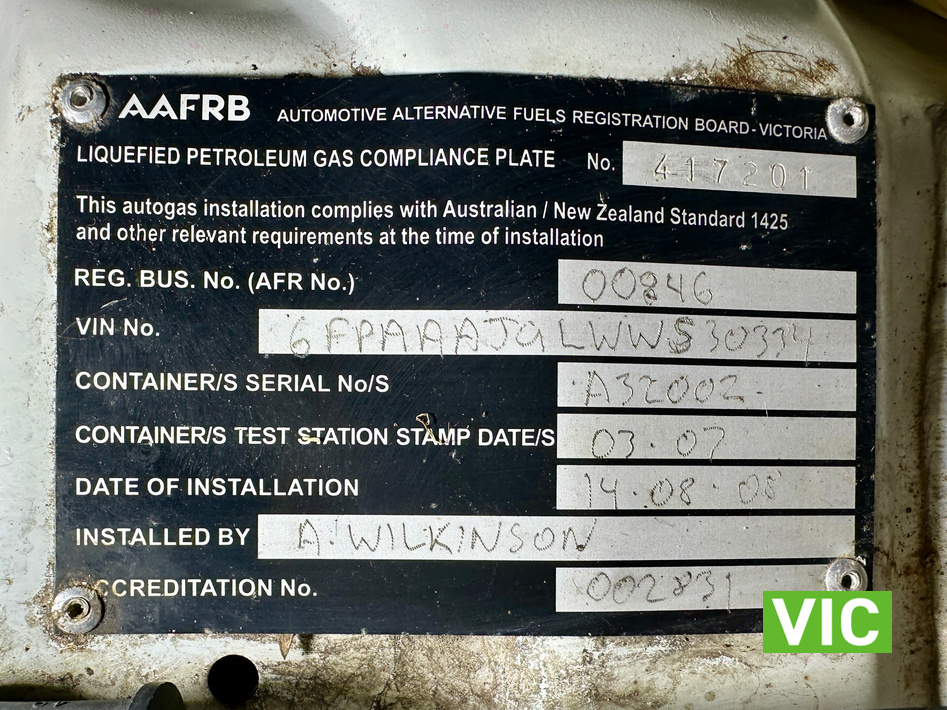 AAFRB AUTOMOTIVE ALTERNATIVE FUELS REGISTRATION BOARD-VICTORIA
LIQUEFIED PETROLEUM GAS COMPLIANCE PLATE No. 417201
This autogas installation complies with Australian / New Zealand Standard 1425
and other relevant requirements at the time of installation
REG. BUS. No. (AFR No.) 00846
VIN No.
CONTAINER/S SERIAL No/S A32002
CONTAINER/S TEST STATION STAMP DATE/S 03.07
DATE OF INSTALLATION 14.08.08
INSTALLED BY A.WILKINSON
ACCREDITATION No. 002831
VIC